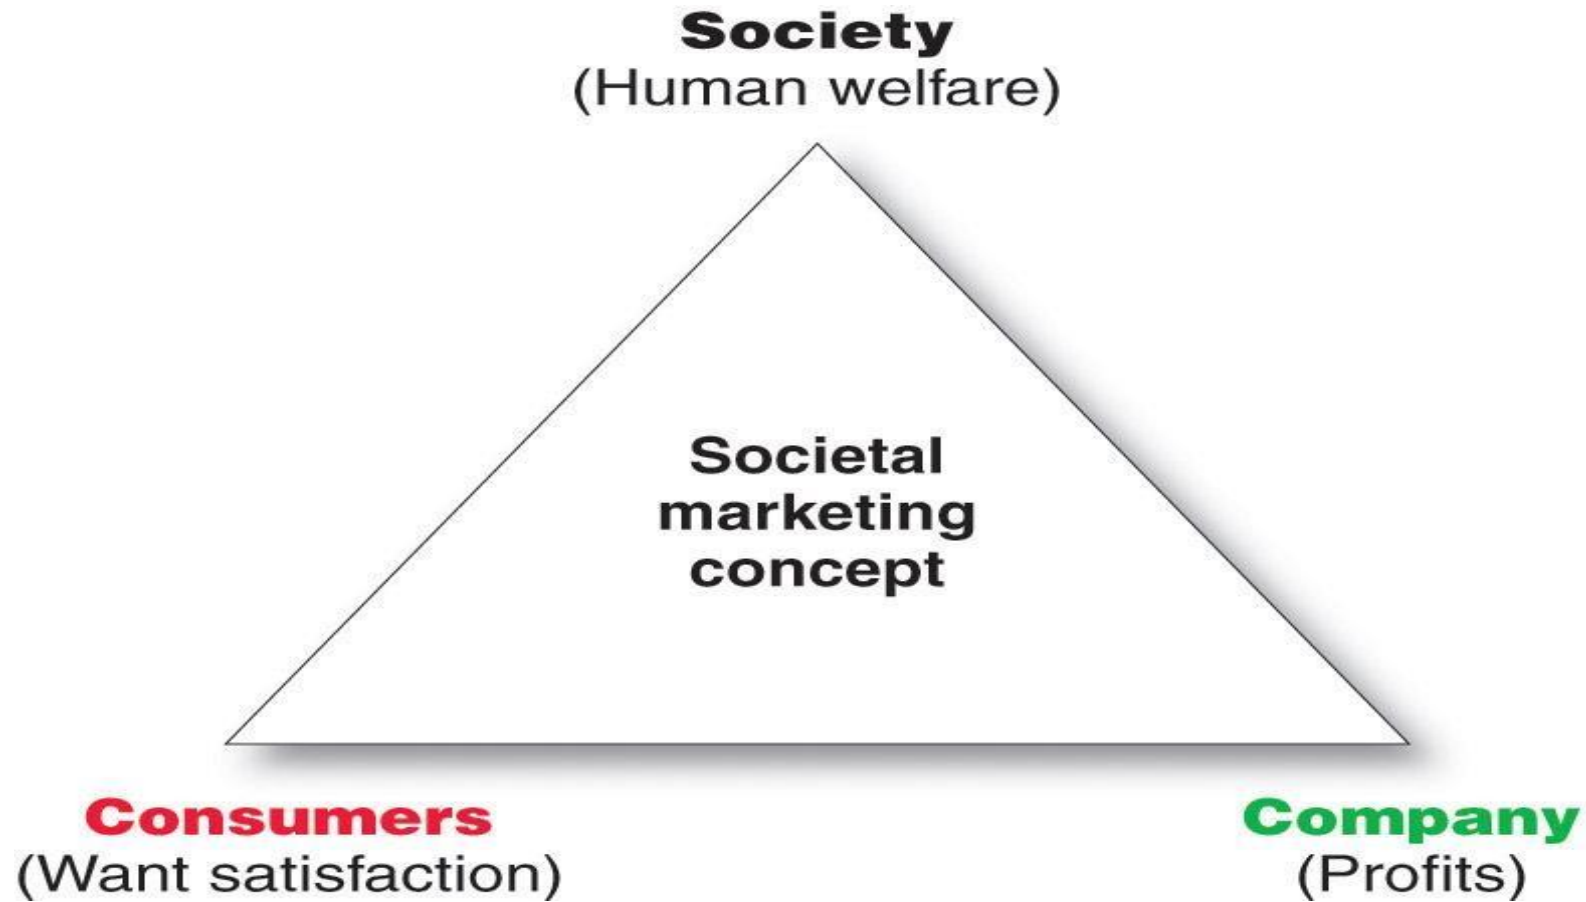 Society
(Human welfare)
Societal
marketing
concept
Consumers
(Want satisfaction)
Company
(Profits)